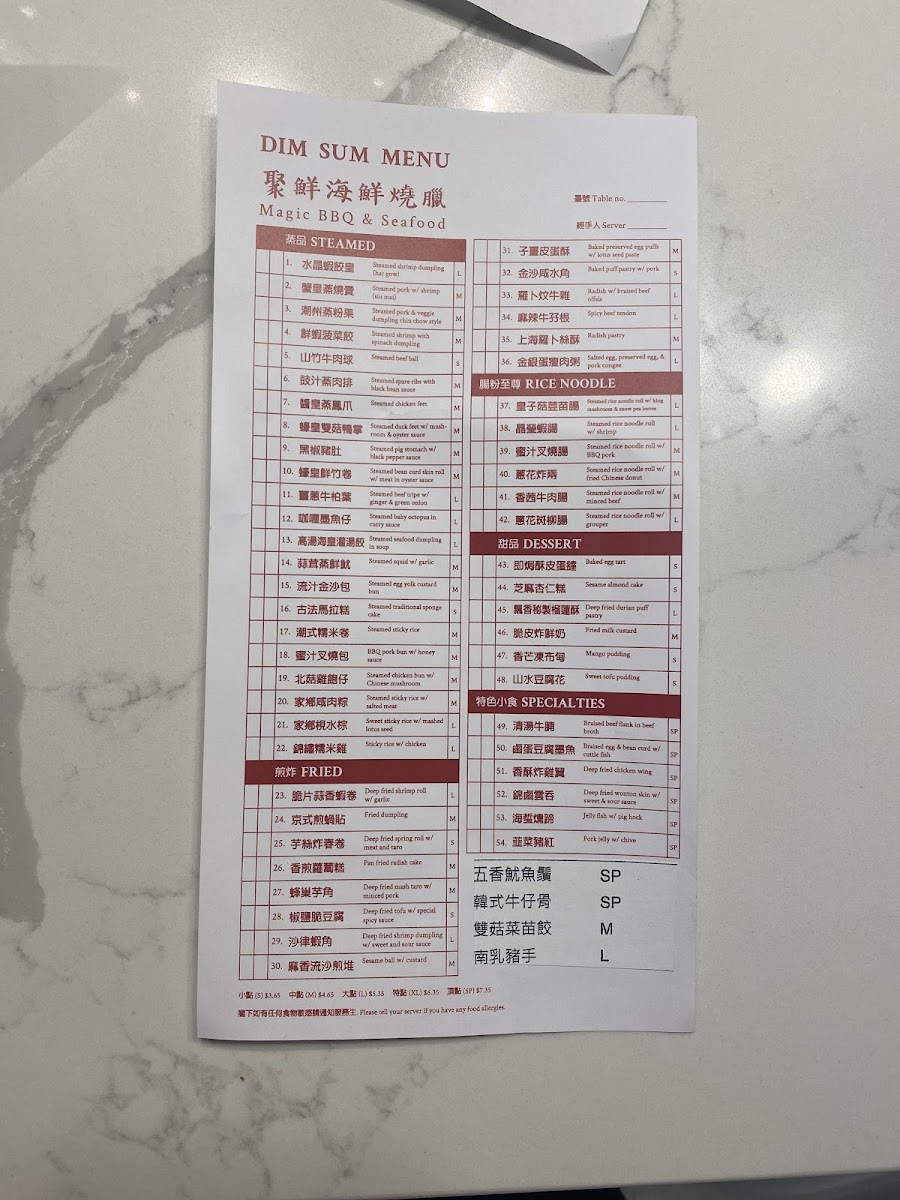 DIM SUM MENU
聚鮮海鮮燒臘
Magic BBQ & Seafood
臺號 Table no.
經手人 Server
蒸品 STEAMED
1. 水晶蝦餃皇 Steamed shrimp dumpling (har gow) L
2. 蟹皇蒸燒賣 Steamed pork w/ shrimp (siu mai) M
3. 潮州蒸粉果 Steamed pork & veggie dumpling chiu chow style M
4. 鮮蝦菠菜餃 Steamed shrimp with spinach dumpling M
5. 山竹牛肉球 Steamed beef ball S
6. 豉汁蒸肉排 Steamed spare ribs with black bean sauce M
7. 醬皇蒸鳳爪 Steamed chicken feet M
8. 蠔皇雙菇鴨掌 Steamed duck feet w/ mushroom & oyster sauce M
9. 黑椒豬肚 Steamed pig stomach w/ black pepper sauce M
10. 蠔皇鮮竹卷 Steamed bean curd skin roll w/ meat in oyster sauce M
11. 薑蔥牛柏葉 Steamed beef tripe w/ ginger & green onion L
12. 咖喱墨魚仔 Steamed baby octopus in curry sauce L
13. 高湯海皇灌湯餃 Steamed seafood dumpling in soup L
14. 蒜茸蒸鮮魷 Steamed squid w/ garlic M
15. 流汁金沙包 Steamed egg yolk custard bun M
16. 古法馬拉糕 Steamed traditional sponge cake S
17. 潮式糯米卷 Steamed sticky rice M
18. 蜜汁叉燒包 BBQ pork bun w/ honey sauce M
19. 北菇雞飽仔 Steamed chicken bun w/ Chinese mushroom M
20. 家鄉咸肉粽 Steamed sticky rice w/ salted meat M
21. 家鄉梘水棕 Sweet sticky rice w/ mashed lotus seed L
22. 錦繡糯米雞 Sticky rice w/ chicken L
煎炸 FRIED
23. 脆片蒜香蝦卷 Deep fried shrimp roll w/ garlic L
24. 京式煎鍋貼 Fried dumpling M
25. 芋絲炸春卷 Deep fried spring roll w/ meat and taro S
26. 香煎蘿蔔糕 Pan fried radish cake M
27. 蜂巢芋角 Deep fried mash taro w/ minced pork M
28. 椒鹽脆豆腐 Deep fried tofu w/ special spicy sauce S
29. 沙律蝦角 Deep fried shrimp dumpling w/ sweet and sour sauce L
30. 麻香流沙煎堆 Sesame ball w/ custard M
31. 子薑皮蛋酥 Baked preserved egg puffs w/ lotus seed paste M
32. 金沙咸水角 Baked puff pastry w/ pork S
33. 蘿卜炆牛雜 Radish w/ braised beef offals L
34. 麻辣牛孖根 Spicy beef tendon L
35. 上海蘿卜絲酥 Radish pastry M
36. 金銀蛋瘦肉粥 Salted egg, preserved egg, & pork congee L
腸粉至尊 RICE NOODLE
37. 皇子菇荳苗腸 Steamed rice noodle roll w/ king mushroom & snow pea leaves L
38. 晶瑩蝦腸 Steamed rice noodle roll w/ shrimp L
39. 蜜汁叉燒腸 Steamed rice noodle roll w/ BBQ pork M
40. 蔥花炸兩 Steamed rice noodle roll w/ fried Chinese donut M
41. 香茜牛肉腸 Steamed rice noodle roll w/ minced beef M
42. 蔥花斑柳腸 Steamed rice noodle roll w/ grouper L
甜品 DESSERT
43. 即焗酥皮蛋撻 Baked egg tart S
44. 芝麻杏仁糕 Sesame almond cake S
45. 飄香秘製榴蓮酥 Deep fried durian puff pastry L
46. 脆皮炸鮮奶 Fried milk custard M
47. 香芒凍布甸 Mango pudding S
48. 山水豆腐花 Sweet tofu pudding S
特色小食 SPECIALTIES
49. 清湯牛腩 Braised beef flank in beef broth SP
50. 鹵蛋豆腐墨魚 Braised egg & bean curd w/ cuttle fish SP
51. 香酥炸雞翼 Deep fried chicken wing SP
52. 錦鹵雲吞 Deep fried wonton skin w/ sweet & sour sauce SP
53. 海蜇燻蹄 Jelly fish w/ pig hock SP
54. 韮菜豬紅 Pork jelly w/ chive SP
五香魷魚鬚 SP
韓式牛仔骨 SP
雙菇菜苗餃 M
南乳豬手 L
小點 (S) $3.65 中點 (M) $4.65 大點 (L) $5.35 特點 (XL) $6.35 頂點 (SP) $7.35
閣下如有任何食物敏感請通知服務生. Please tell your server if you have any food allergies.